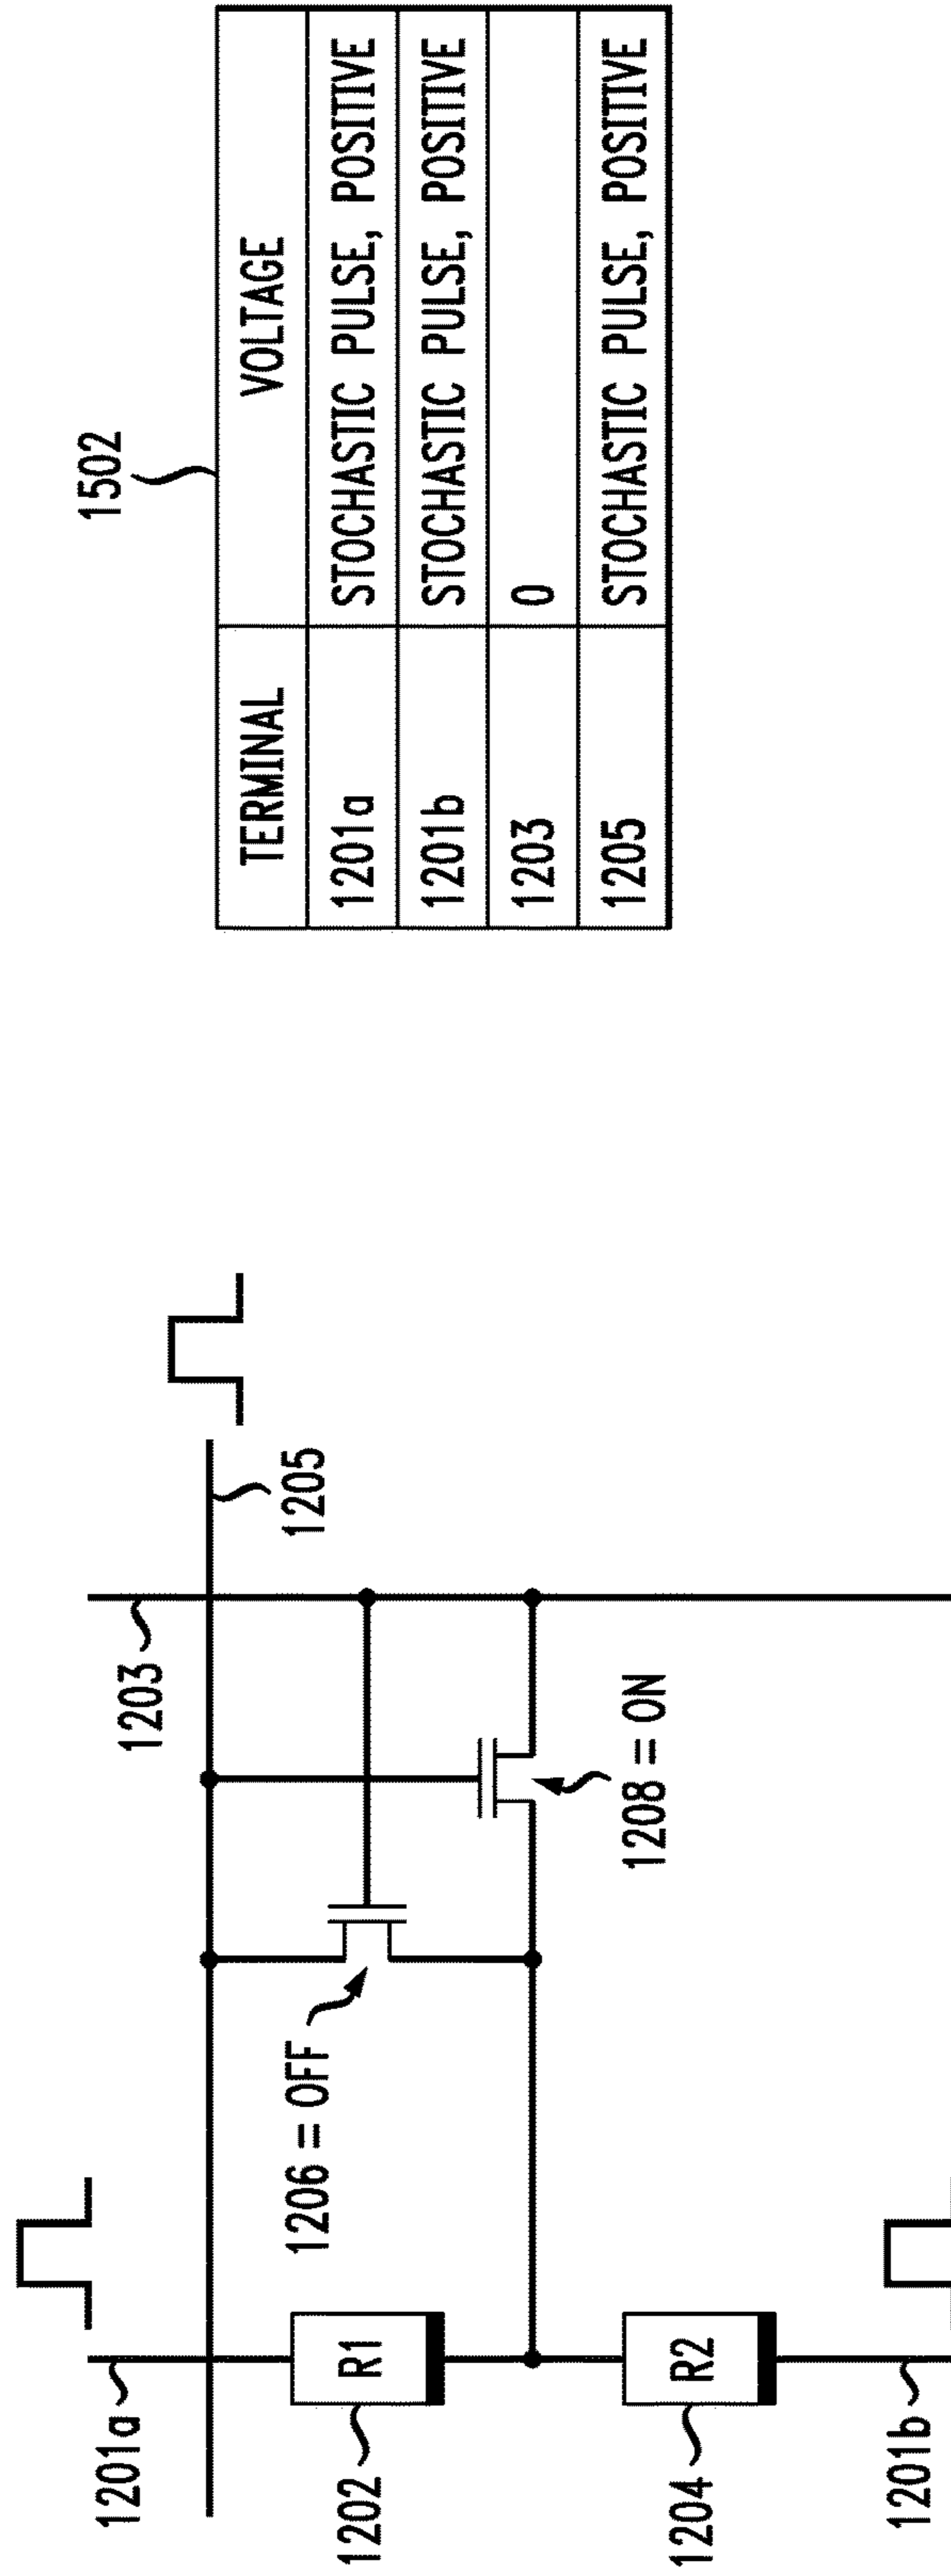 1201a
1203
1205
1206 = OFF
1202
R1
1208 = ON
1204
R2
1201b
1502
TERMINAL VOLTAGE
1201a STOCHASTIC PULSE, POSITIVE
1201b STOCHASTIC PULSE, POSITIVE
1203 0
1205 STOCHASTIC PULSE, POSITIVE